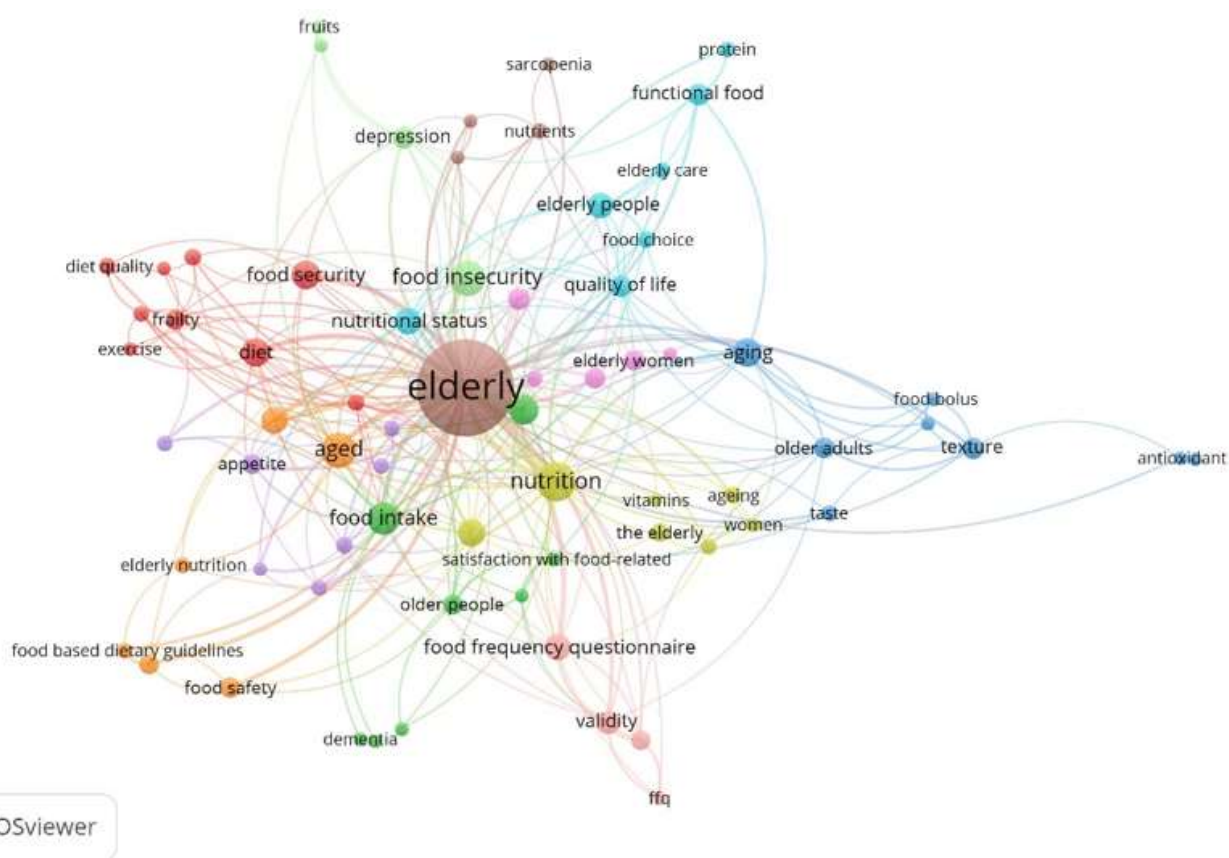 fruits
protein
sarcopenia
functional food
nutrients
depression
elderly care
elderly people
food choice
diet quality
food security
food insecurity
quality of life
frailty
nutritional status
exercise
diet
elderly women
aging
elderly
food bolus
aged
older adults
texture
appetite
antioxidant
nutrition
vitamins
ageing
food intake
taste
the elderly
women
elderly nutrition
satisfaction with food-related
older people
food based dietary guidelines
food frequency questionnaire
food safety
validity
dementia
ffq
OSviewer